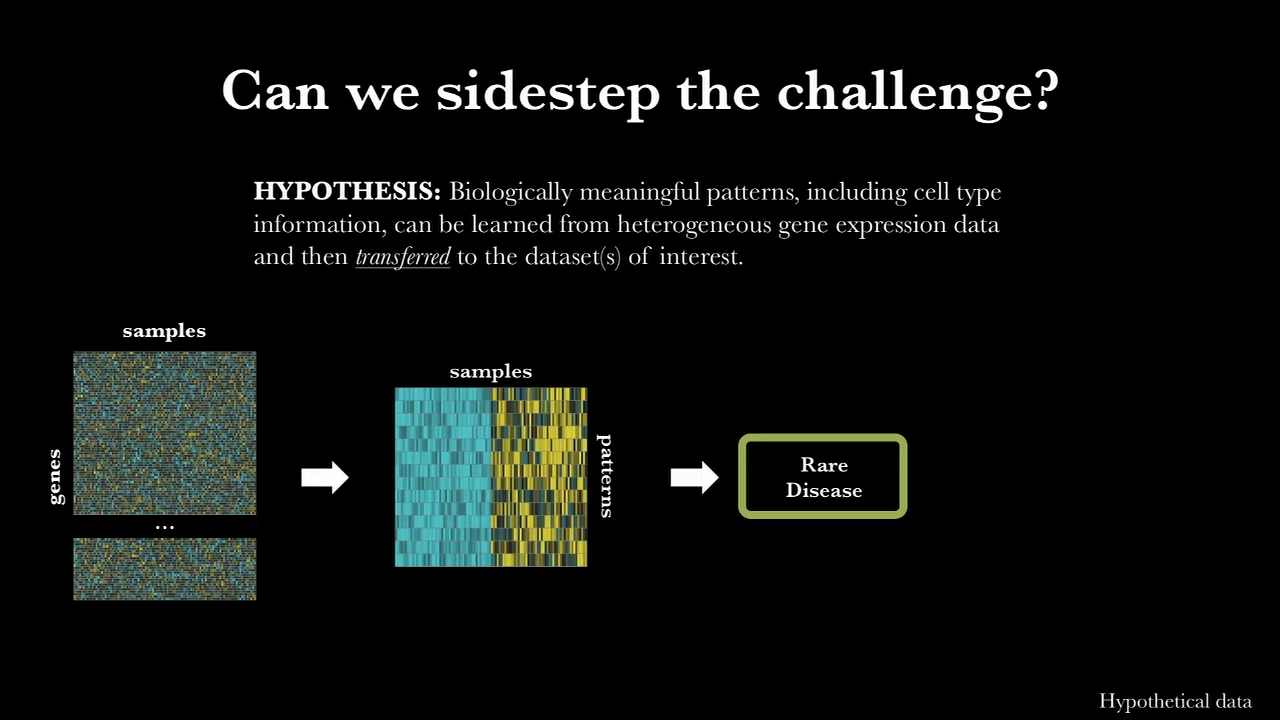 Can we sidestep the challenge?
HYPOTHESIS: Biologically meaningful patterns, including cell type
information, can be learned from heterogeneous gene expression data
and then transferred to the dataset(s) of interest.
samples
genes
...
samples
patterns
Rare
Disease
Hypothetical data